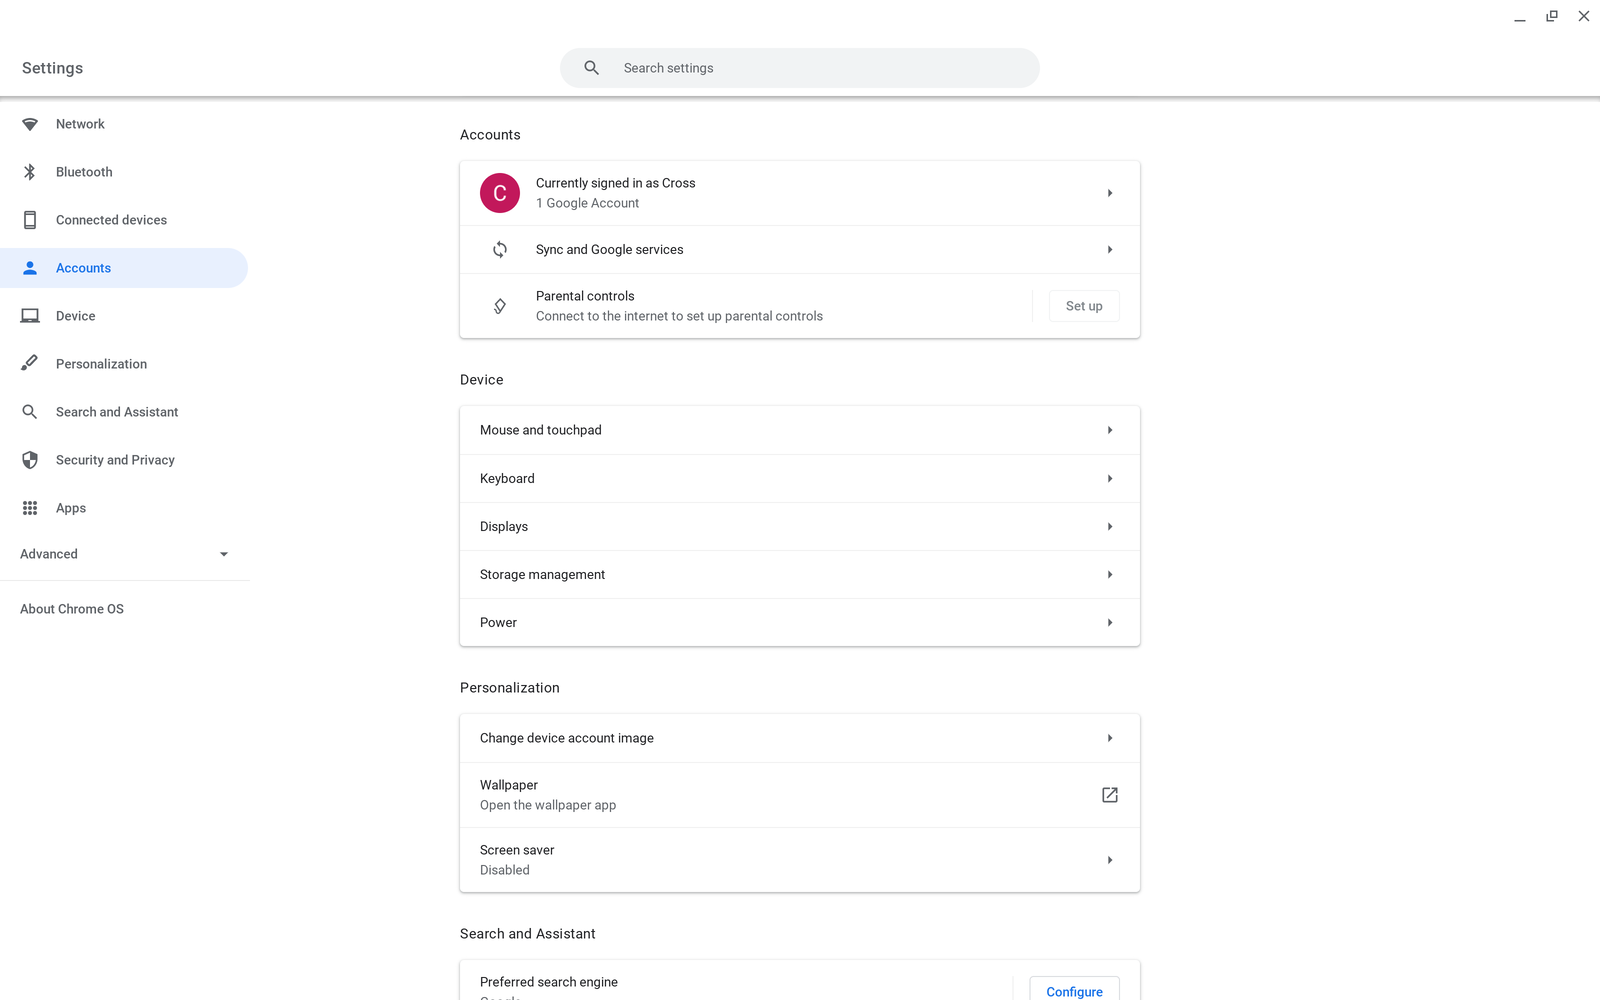 Settings
Search settings
Network
Bluetooth
Connected devices
Accounts
Device
Personalization
Search and Assistant
Security and Privacy
Apps
Advanced
About Chrome OS
Accounts
C
Currently signed in as Cross
1 Google Account
Sync and Google services
Parental controls
Connect to the internet to set up parental controls
Set up
Device
Mouse and touchpad
Keyboard
Displays
Storage management
Power
Personalization
Change device account image
Wallpaper
Open the wallpaper app
Screen saver
Disabled
Search and Assistant
Preferred search engine
Configure